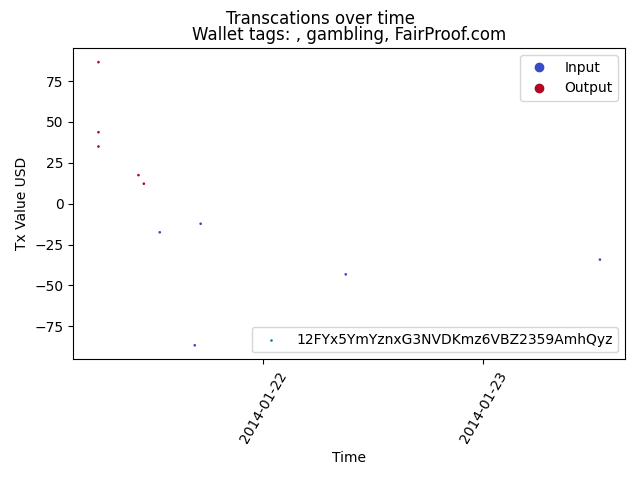 Transcations over time
Wallet tags: , gambling, FairProof.com
Input
Output
75
50
25
0
−25
−50
−75
Tx Value USD
12FYx5YmYznxG3NVDKmz6VBZ2359AmhQyz
2014-01-22
2014-01-23
Time